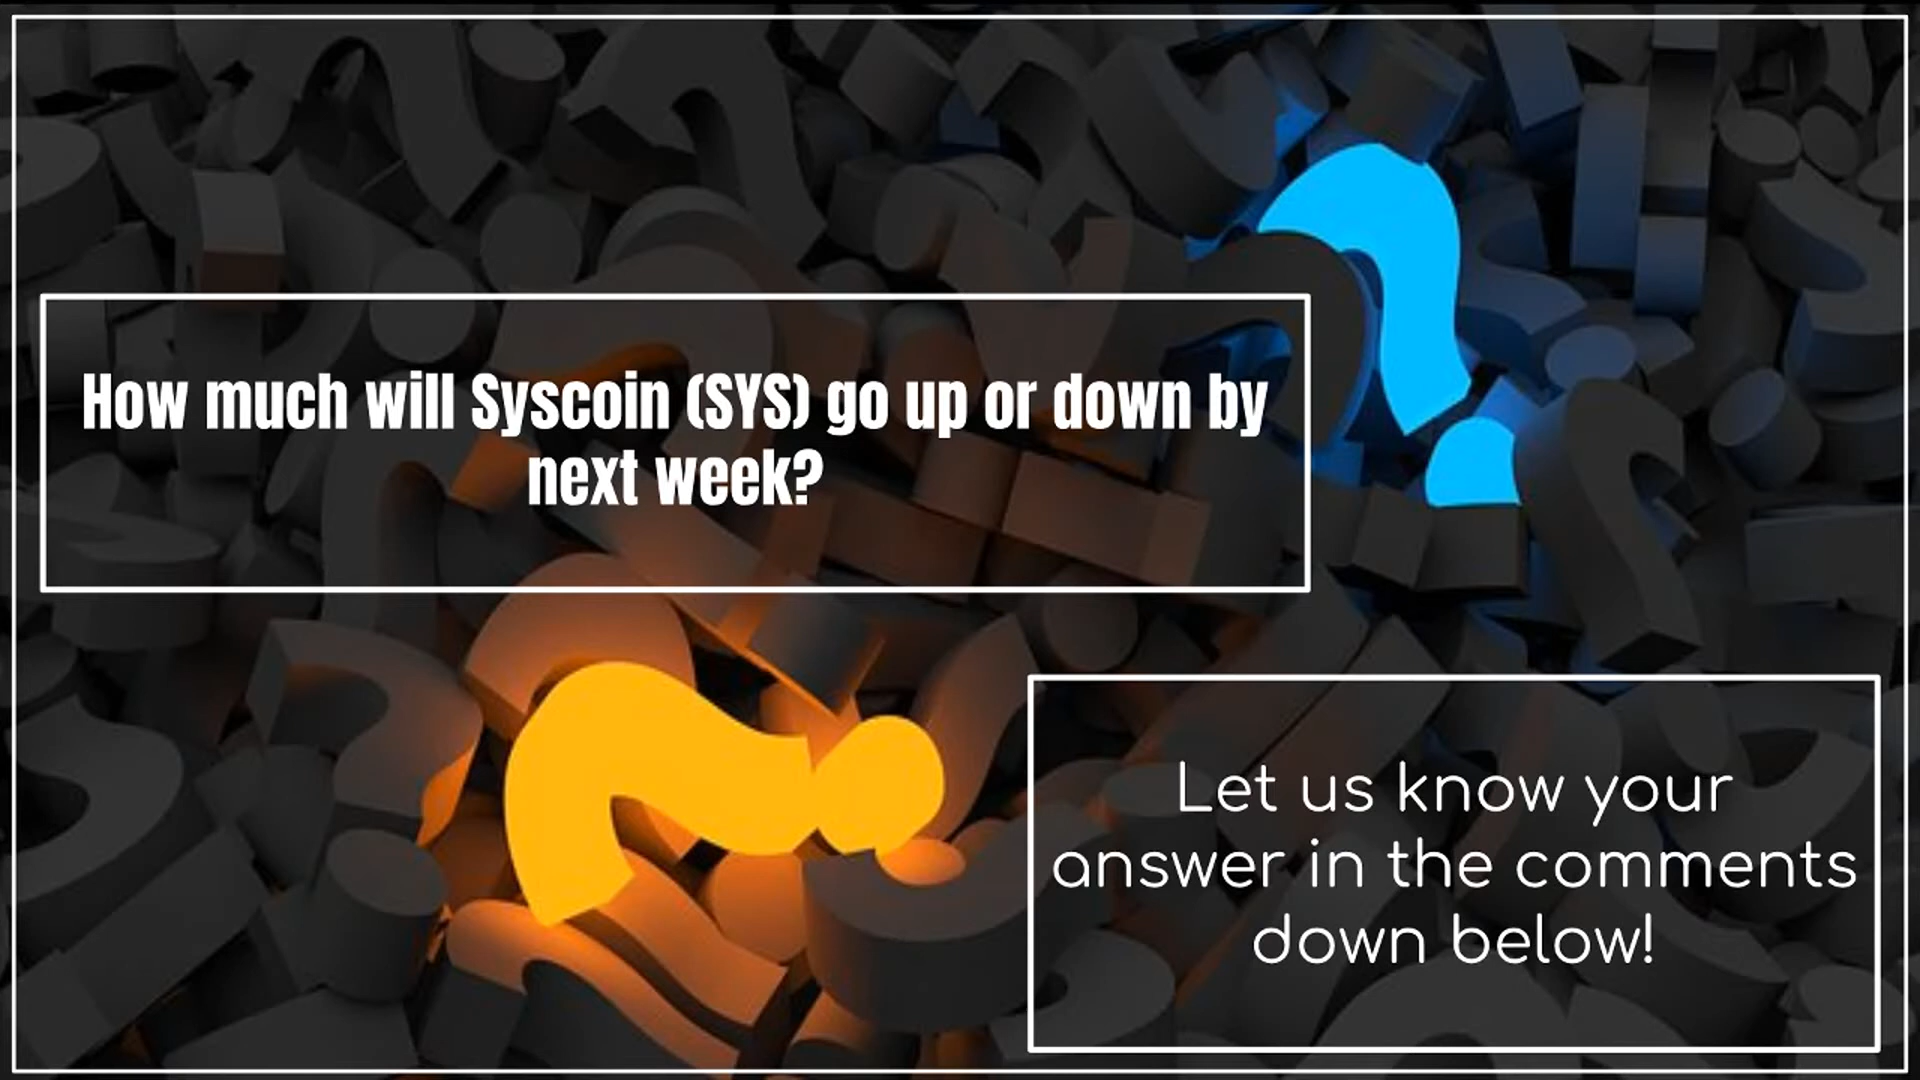 How much will Syscoin (SYS) go up or down by
next week?
Let us know your
answer in the comments
down below!